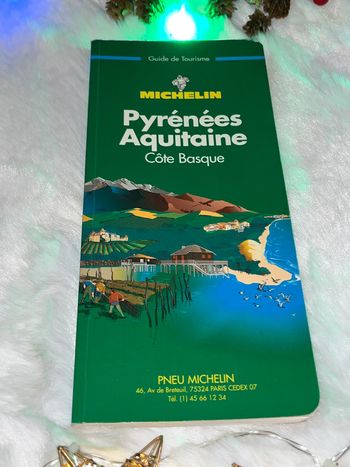 Guide de Tourisme
MICHELIN
Pyrénées
Aquitaine
Côte Basque
PNEU MICHELIN
46, Av de Breteuil, 75324 PARIS CEDEX 07
Tél. (1) 45 66 12 34